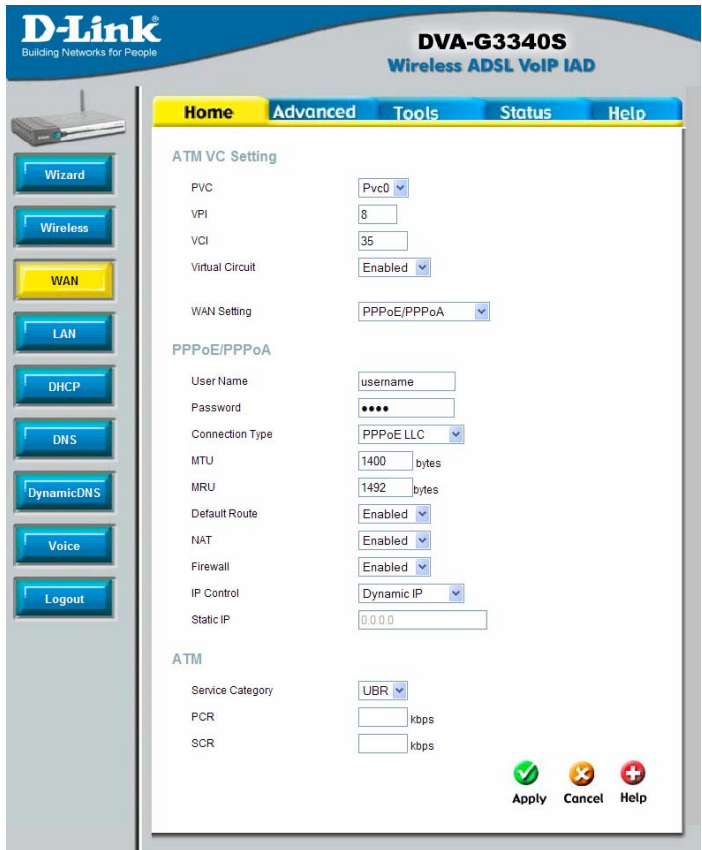 D-Link
Building Networks for People
DVA-G3340S
Wireless ADSL VoIP IAD
Home Advanced Tools Status Help
Wizard
Wireless
WAN
LAN
DHCP
DNS
DynamicDNS
Voice
Logout
ATM VC Setting
PVC Pvc0
VPI 8
VCI 35
Virtual Circuit Enabled
WAN Setting PPPoE/PPPoA
PPPoE/PPPoA
User Name username
Password ••••
Connection Type PPPoE LLC
MTU 1400 bytes
MRU 1492 bytes
Default Route Enabled
NAT Enabled
Firewall Enabled
IP Control Dynamic IP
Static IP 0.0.0.0
ATM
Service Category UBR
PCR kbps
SCR kbps
Apply Cancel Help